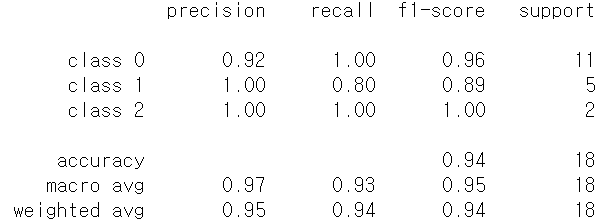 precision recall f1-score support
class 0 0.92 1.00 0.96 11
class 1 1.00 0.80 0.89 5
class 2 1.00 1.00 1.00 2
accuracy 0.94 18
macro avg 0.97 0.93 0.95 18
weighted avg 0.95 0.94 0.94 18